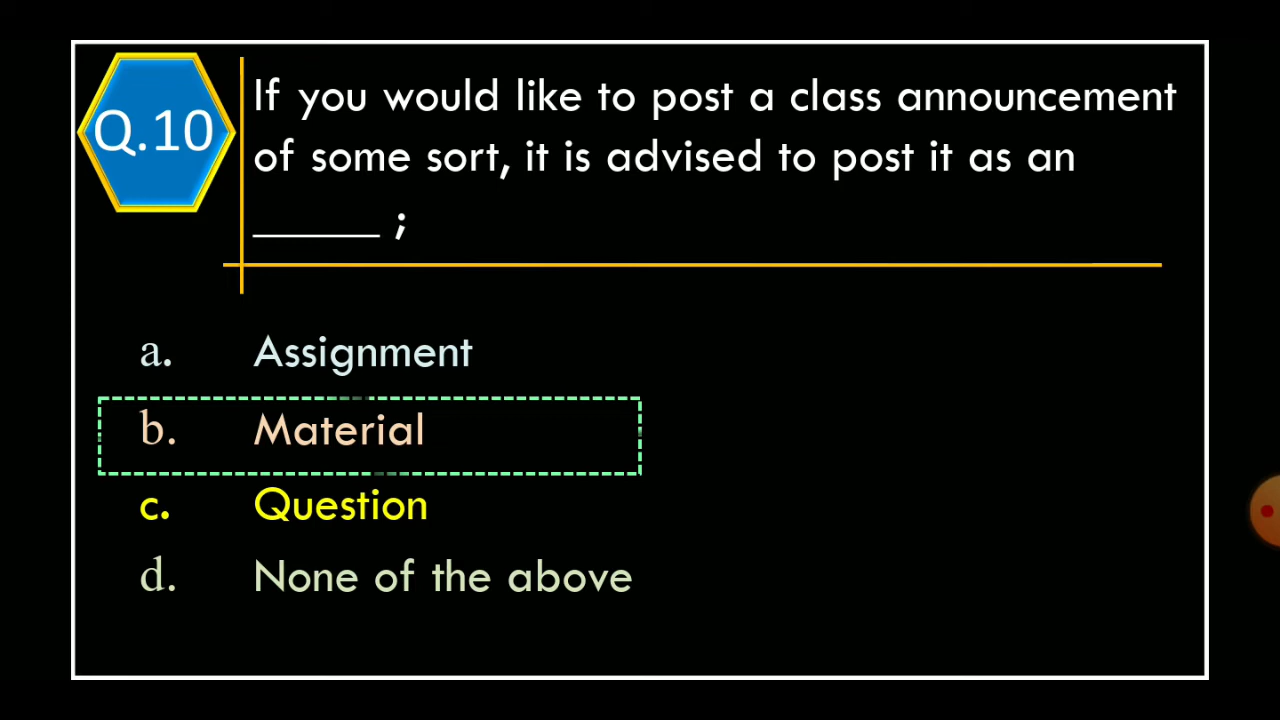 Q.10
If you would like to post a class announcement
of some sort, it is advised to post it as an
______ ;
a. Assignment
b. Material
c. Question
d. None of the above